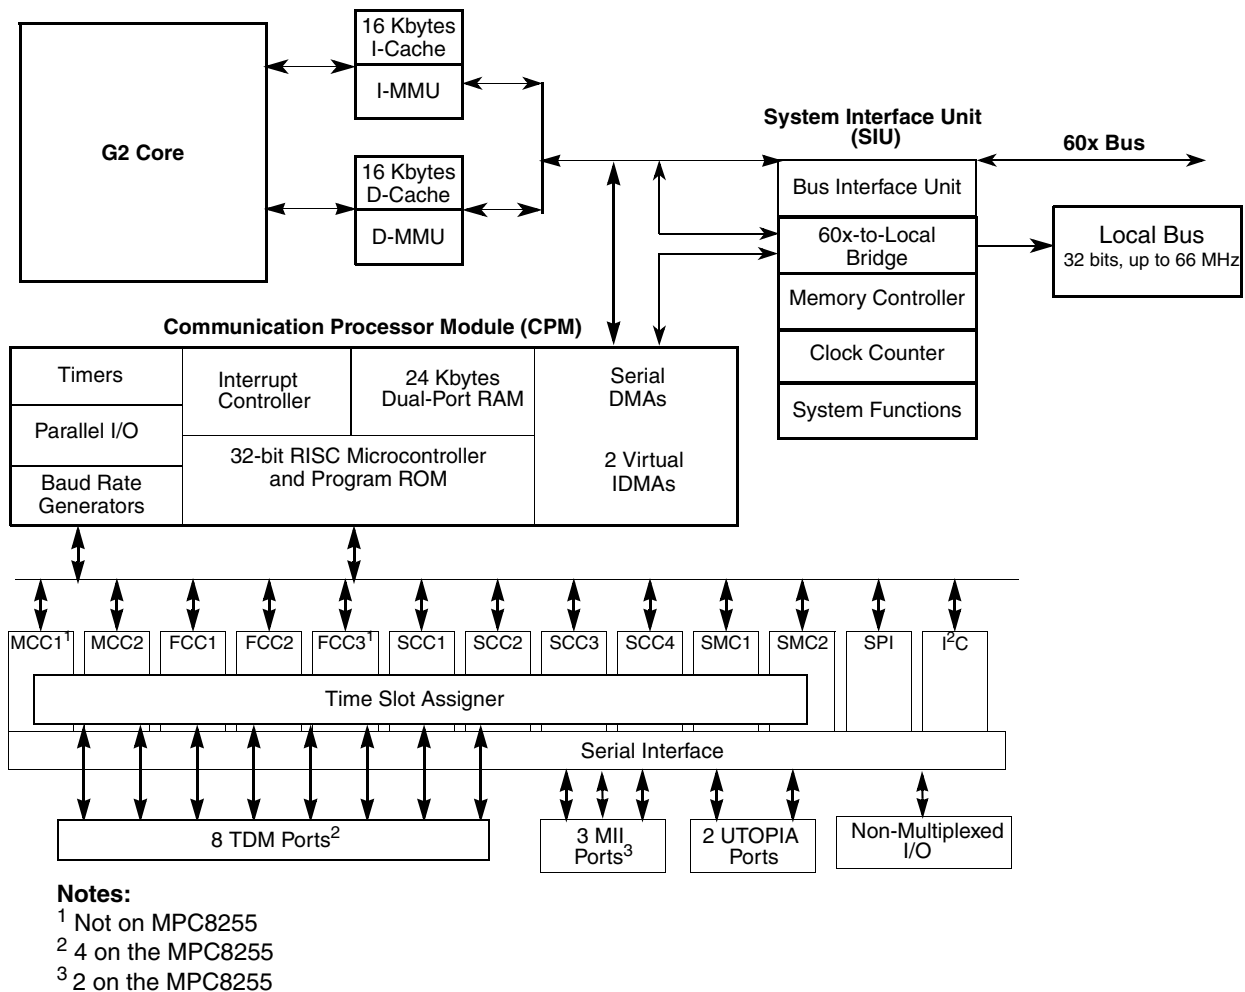 16 Kbytes
I-Cache
I-MMU
G2 Core
16 Kbytes
D-Cache
D-MMU
System Interface Unit
(SIU)
60x Bus
Bus Interface Unit
60x-to-Local
Bridge
Memory Controller
Clock Counter
System Functions
Local Bus
32 bits, up to 66 MHz
Communication Processor Module (CPM)
Timers
Parallel I/O
Baud Rate
Generators
Interrupt
Controller
24 Kbytes
Dual-Port RAM
32-bit RISC Microcontroller
and Program ROM
Serial
DMAs
2 Virtual
IDMAs
MCC1¹ MCC2 FCC1 FCC2 FCC3¹ SCC1 SCC2 SCC3 SCC4 SMC1 SMC2 SPI I²C
Time Slot Assigner
Serial Interface
8 TDM Ports²
3 MII
Ports³
2 UTOPIA
Ports
Non-Multiplexed
I/O
Notes:
¹ Not on MPC8255
² 4 on the MPC8255
³ 2 on the MPC8255